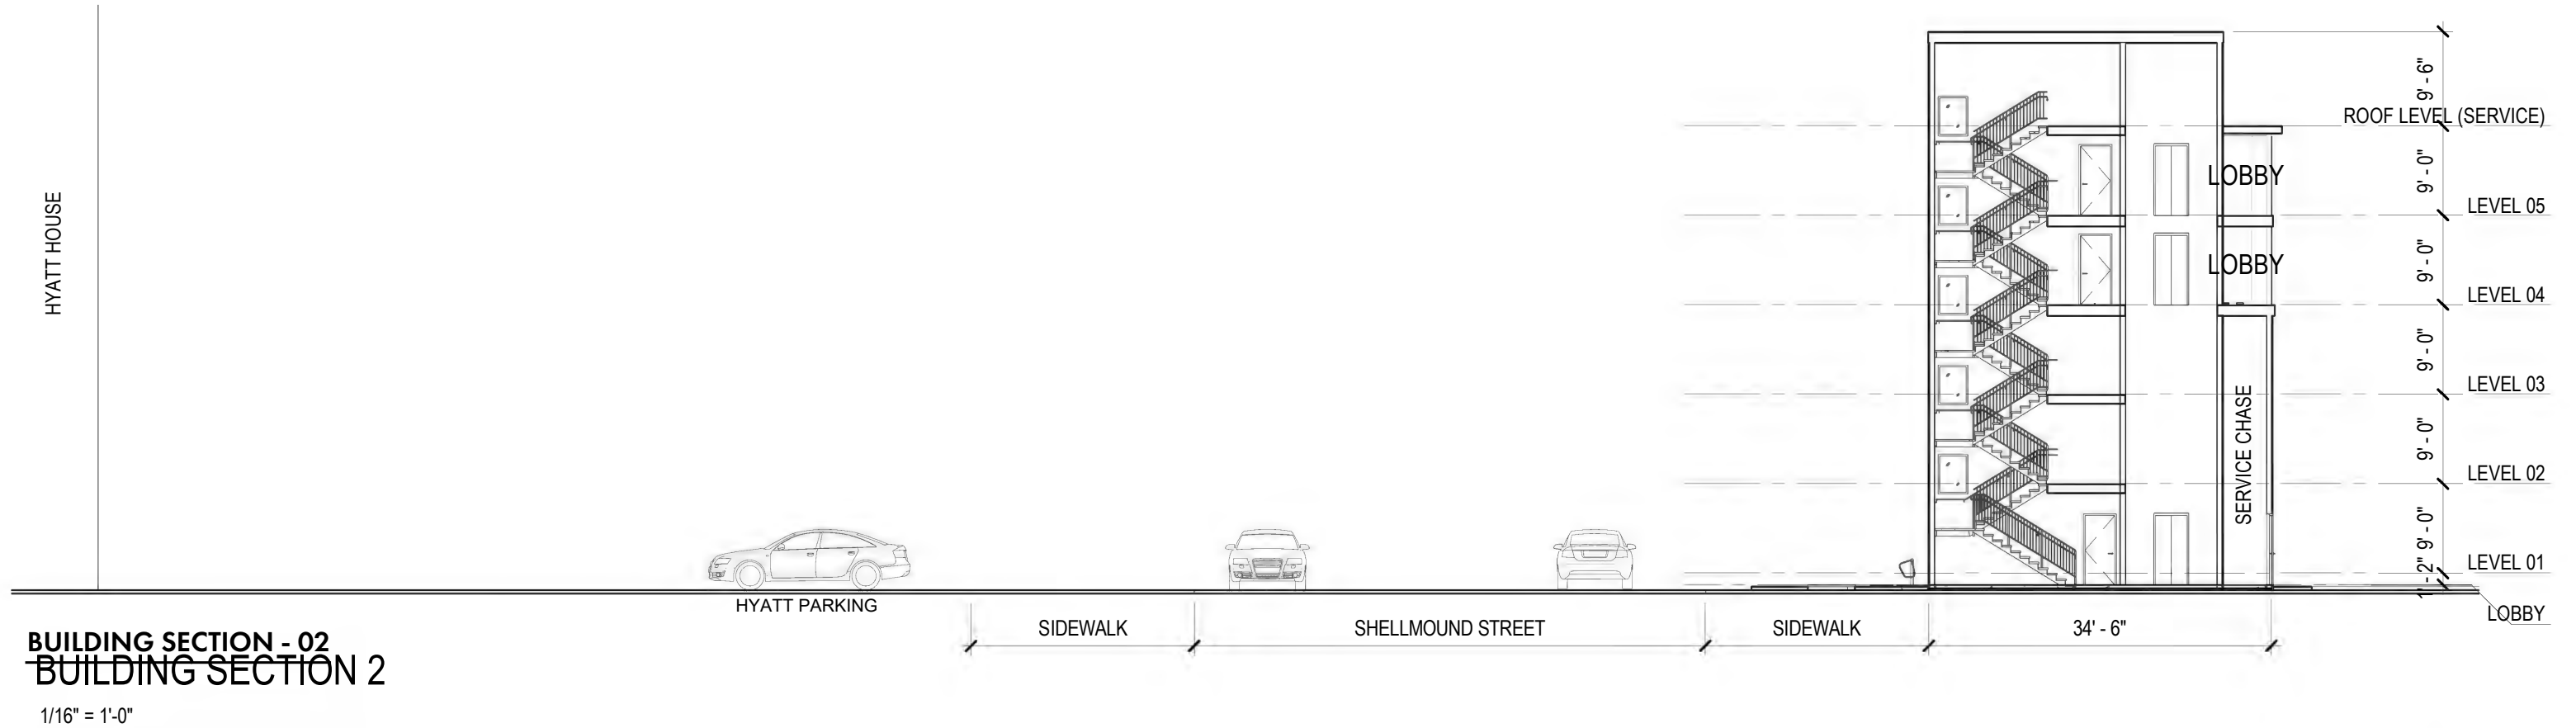 HYATT HOUSE
9' - 6"
ROOF LEVEL (SERVICE)
9' - 0"
LOBBY
LEVEL 05
9' - 0"
LOBBY
LEVEL 04
9' - 0"
LEVEL 03
9' - 0"
SERVICE CHASE
LEVEL 02
9' - 0"
LEVEL 01
1' - 2"
LOBBY
HYATT PARKING
SIDEWALK
SHELLMOUND STREET
SIDEWALK
34' - 6"
BUILDING SECTION - 02
BUILDING SECTION 2
1/16" = 1'-0"